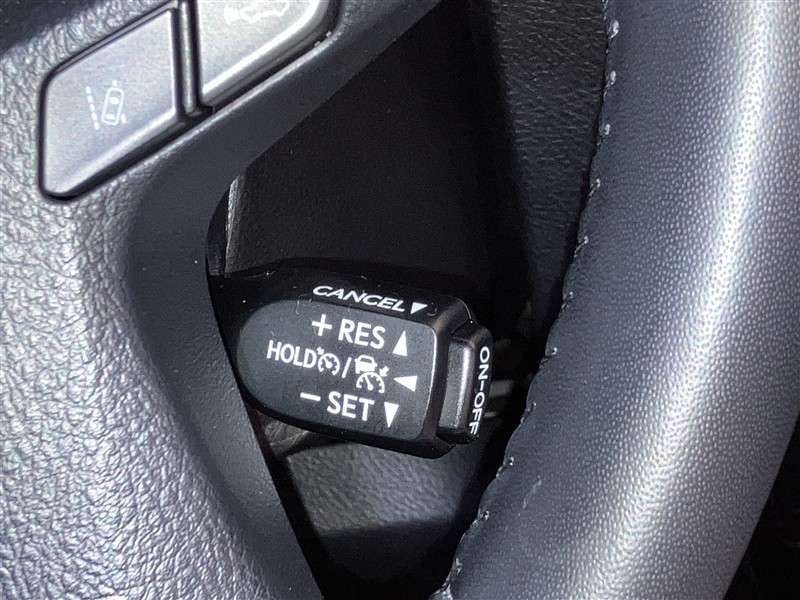 CANCEL▼
+ RES ▲
HOLD / ◀
− SET ▼
ON-OFF